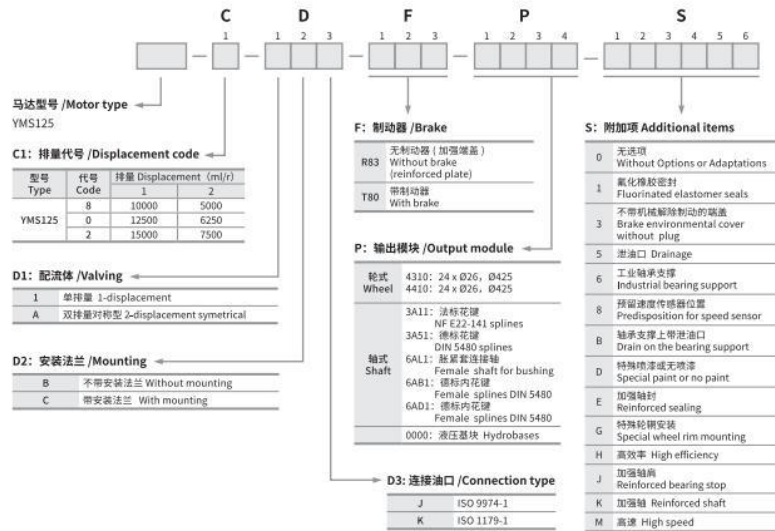 C D F P S
1 1 2 3 1 2 3 1 2 3 4 1 2 3 4 5 6
马达型号 /Motor type
YMS125
C1：排量代号 /Displacement code
型号 Type 代号 Code 排量 Displacement（ml/r）
1 2
YMS125 8 10000 5000
0 12500 6250
2 15000 7500
D1：配流体 /Valving
1 单排量 1-displacement
A 双排量对称型 2-displacement symetrical
D2：安装法兰 /Mounting
B 不带安装法兰 Without mounting
C 带安装法兰 With mounting
F：制动器 /Brake
R83 无制动器 ( 加强端盖 )
Without brake
(reinforced plate)
T80 带制动器
With brake
P：输出模块 /Output module
轮式 Wheel
4310：24 x Ø26，Ø425
4410：24 x Ø26，Ø425
轴式 Shaft
3A11：法标花键
NF E22-141 splines
3A51：德标花键
DIN 5480 splines
6AL1：胀紧套连接轴
Female shaft for bushing
6AB1：德标内花键
Female splines DIN 5480
6AD1：德标内花键
Female splines DIN 5480
0000：液压基块 Hydrobases
D3: 连接油口 /Connection type
J ISO 9974-1
K ISO 1179-1
S：附加项 Additional items
0 无选项
Without Options or Adaptations
1 氟化橡胶密封
Fluorinated elastomer seals
3 不带机械解除制动的端盖
Brake environmental cover
without plug
5 泄油口 Drainage
6 工业轴承支撑
Industrial bearing support
8 预留速度传感器位置
Predisposition for speed sensor
B 轴承支撑上带泄油口
Drain on the bearing support
D 特殊喷漆或无喷漆
Special paint or no paint
E 加强轴封
Reinforced sealing
G 特殊轮辋安装
Special wheel rim mounting
H 高效率 High efficiency
J 加强轴肩
Reinforced bearing stop
K 加强轴 Reinforced shaft
M 高速 High speed